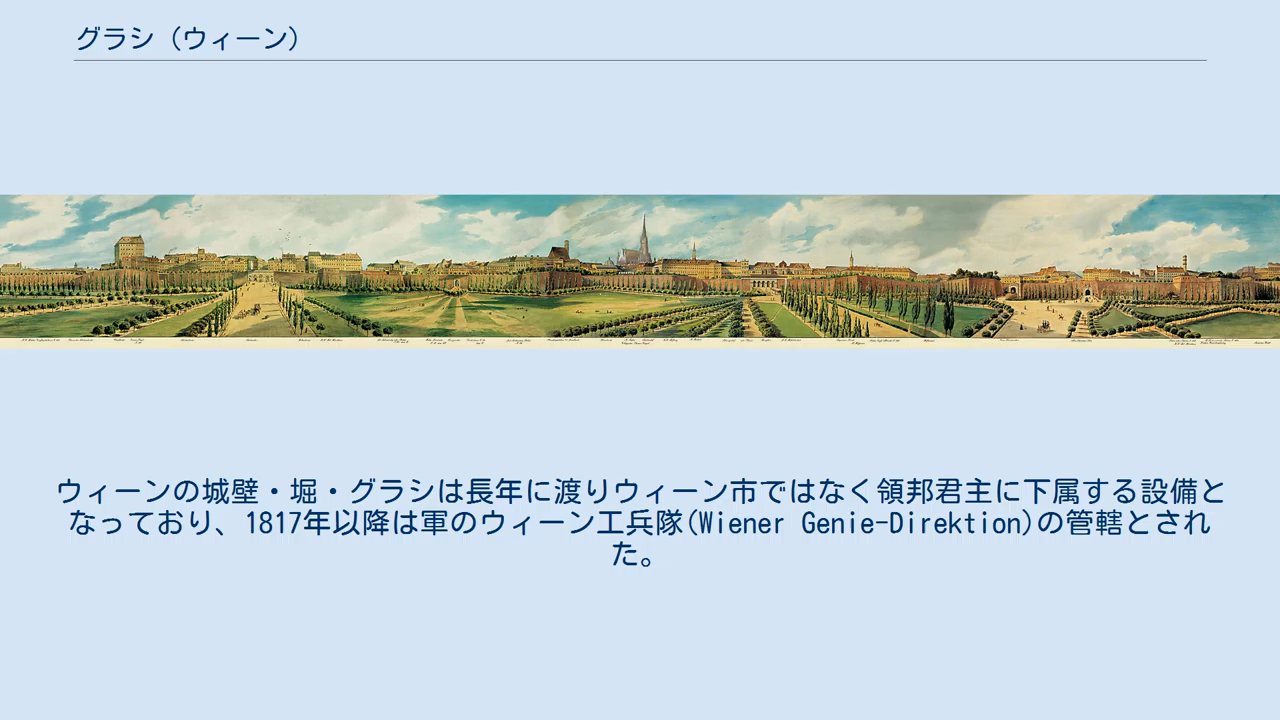 グラシ（ウィーン）
ウィーンの城壁・堀・グラシは長年に渡りウィーン市ではなく領邦君主に下属する設備と
なっており、1817年以降は軍のウィーン工兵隊(Wiener Genie-Direktion)の管轄とされ
た。